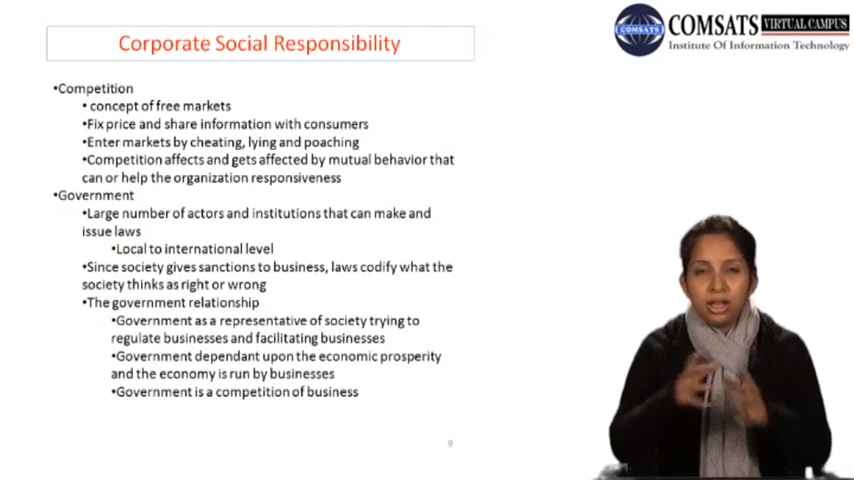 Corporate Social Responsibility
COMSATS VIRTUAL CAMPUS
COMSATS
Institute Of Information Technology
•Competition
• concept of free markets
•Fix price and share information with consumers
•Enter markets by cheating, lying and poaching
•Competition affects and gets affected by mutual behavior that
can or help the organization responsiveness
•Government
•Large number of actors and institutions that can make and
issue laws
•Local to international level
•Since society gives sanctions to business, laws codify what the
society thinks as right or wrong
•The government relationship
•Government as a representative of society trying to
regulate businesses and facilitating businesses
•Government dependant upon the economic prosperity
and the economy is run by businesses
•Government is a competition of business
9